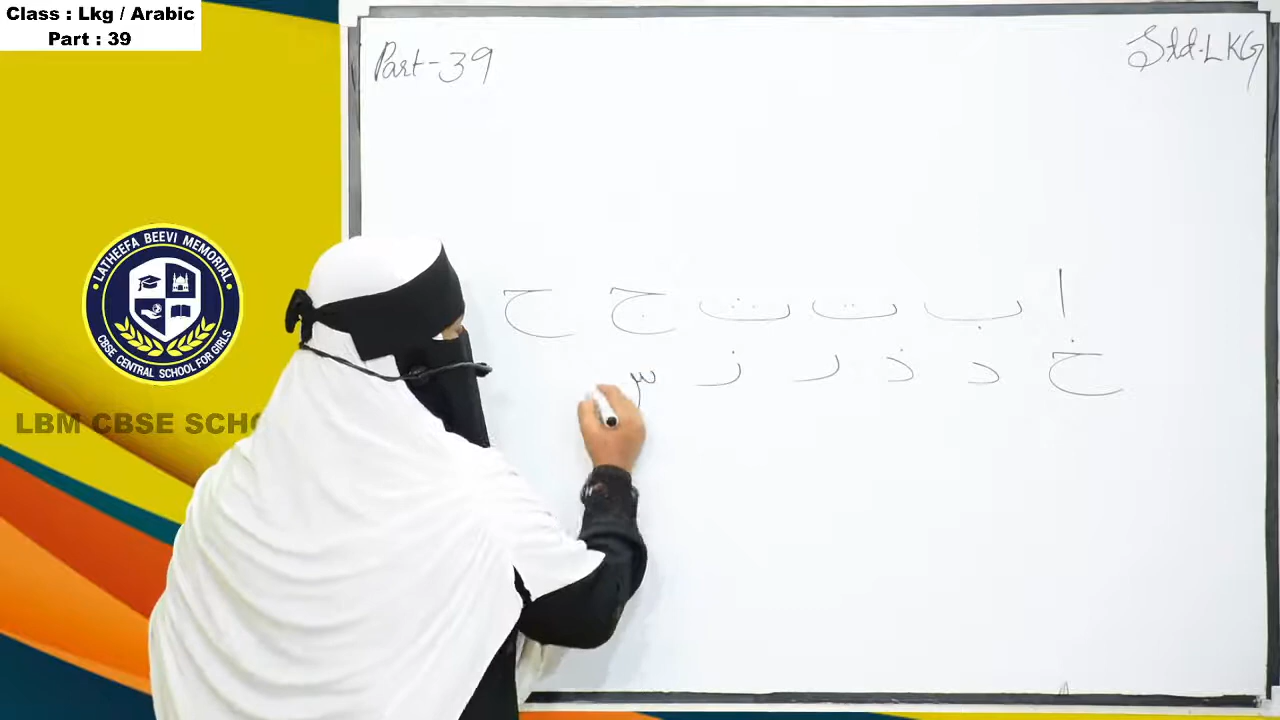 Class : Lkg / Arabic
Part : 39
Part-39
Std-LKG
ا ب ت ث ج ح
خ د ذ ر ز س
LATHEEFA BEEVI MEMORIAL
CBSE CENTRAL SCHOOL FOR GIRLS
LBM CBSE SCHO